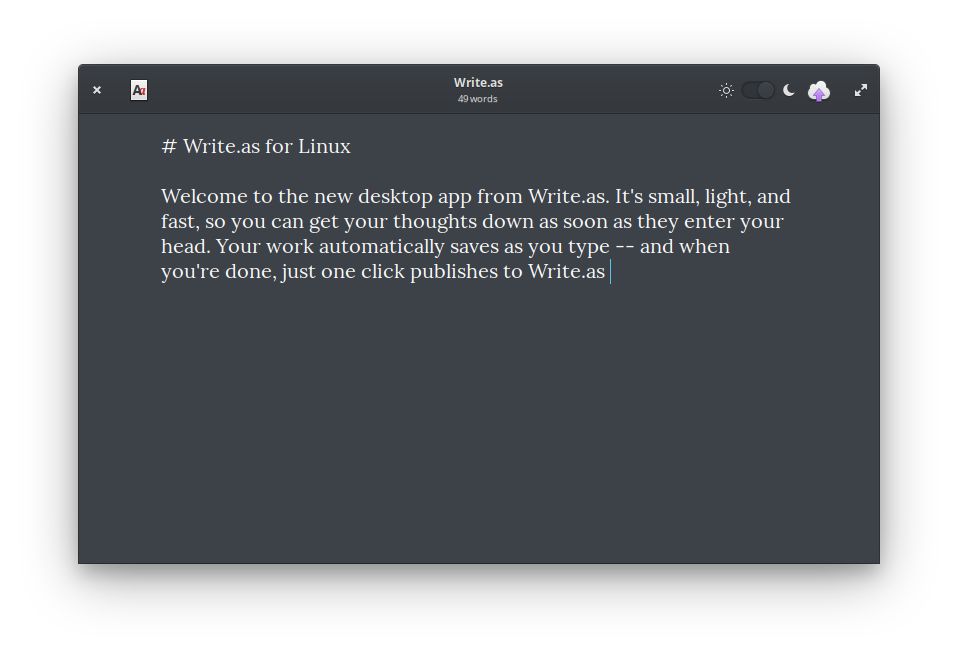 Write.as
49 words
Aa
# Write.as for Linux
Welcome to the new desktop app from Write.as. It's small, light, and
fast, so you can get your thoughts down as soon as they enter your
head. Your work automatically saves as you type -- and when
you're done, just one click publishes to Write.as